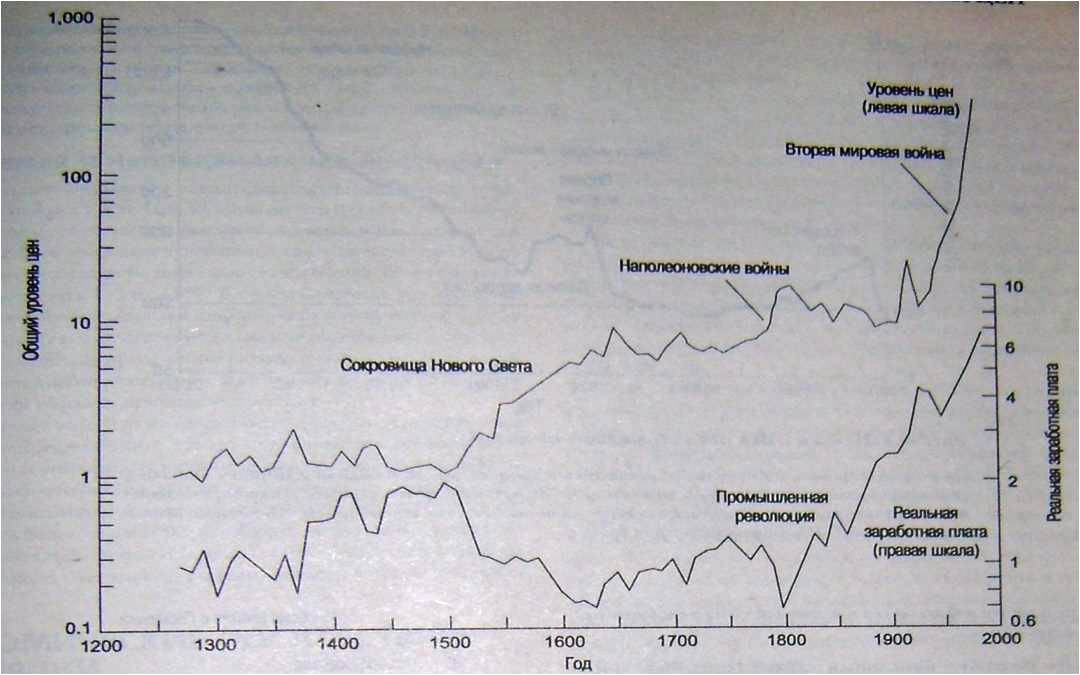 1,000
100
10
1
0.1
Общий уровень цен
Уровень цен
(левая шкала)
Вторая мировая война
Наполеоновские войны
Сокровища Нового Света
Промышленная
революция
Реальная
заработная плата
(правая шкала)
10
6
4
2
1
0.6
Реальная заработная плата
1200
1300
1400
1500
1600
1700
1800
1900
2000
Год